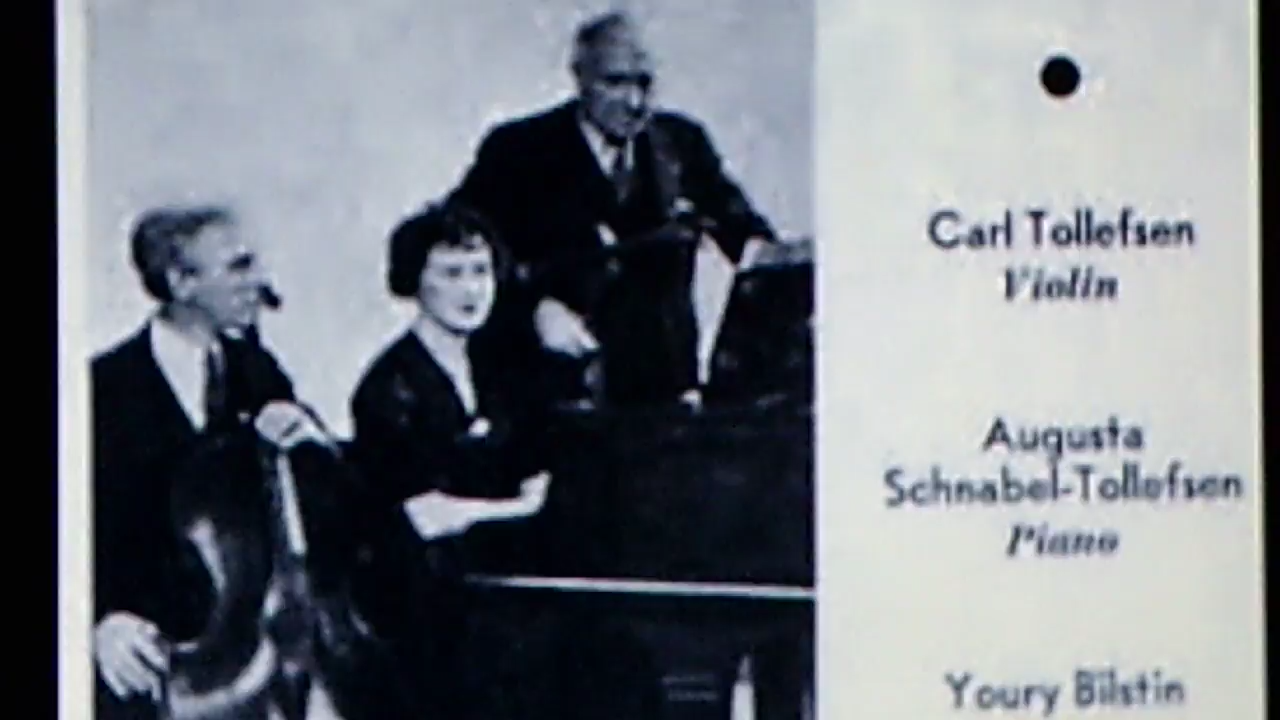 Carl Tollefsen
Violin
Augusta
Schnabel-Tollefsen
Piano
Youry Bilstin